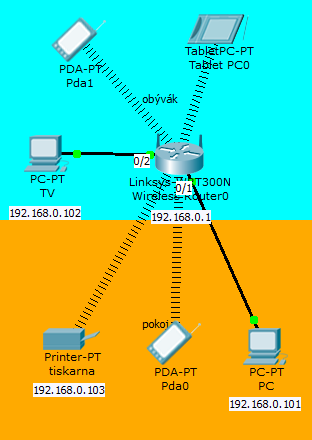 PDA-PT
Pda1
TabletPC-PT
Tablet PC0
obývák
0/2
PC-PT
TV
192.168.0.102
Wireless Router0
0/1
192.168.0.1
pokoj
Printer-PT
tiskarna
192.168.0.103
PDA-PT
Pda0
PC-PT
PC
192.168.0.101